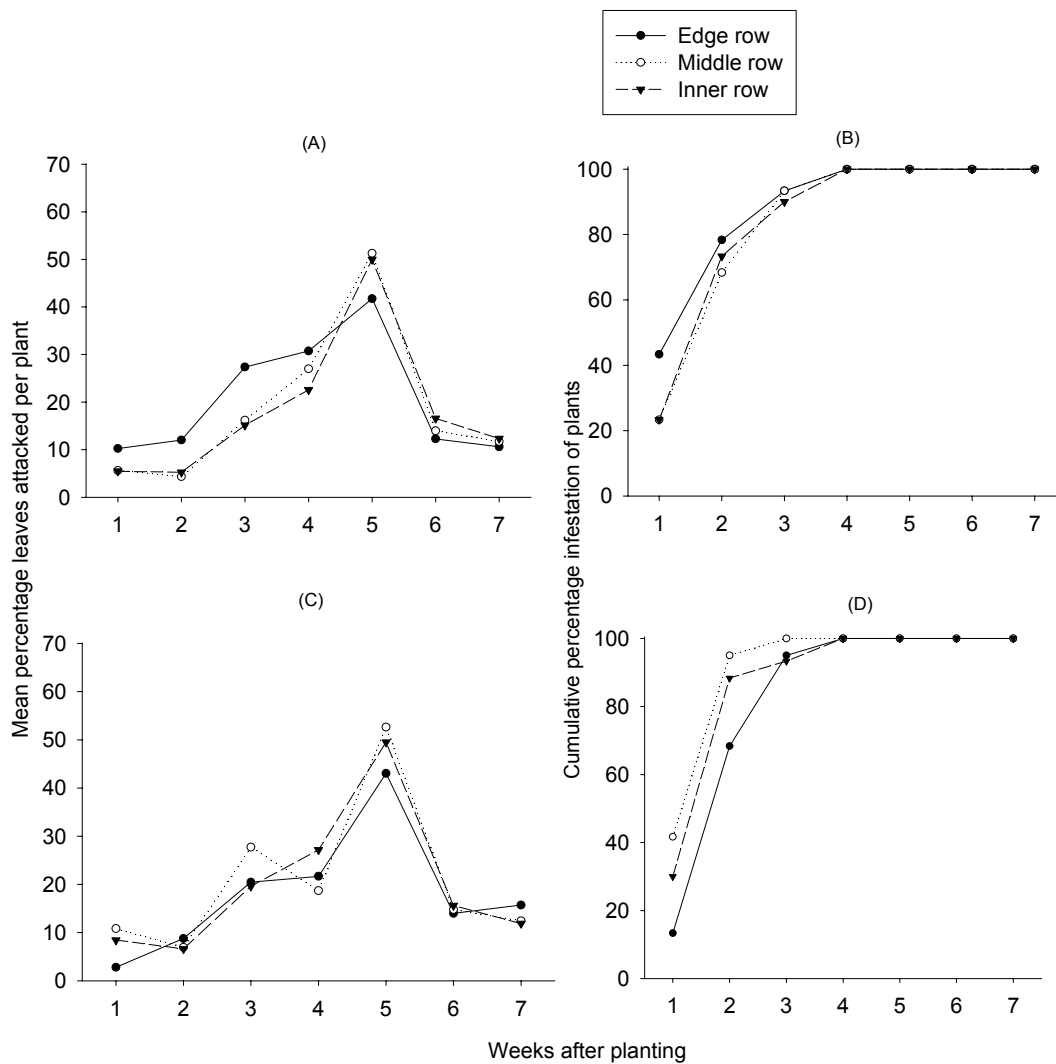 Edge row
Middle row
Inner row
(A)
70
60
50
40
30
20
10
0
1 2 3 4 5 6 7
(B)
100
80
60
40
20
0
1 2 3 4 5 6 7
Mean percentage leaves attacked per plant
Cumulative percentage infestation of plants
(C)
70
60
50
40
30
20
10
0
1 2 3 4 5 6 7
(D)
100
80
60
40
20
0
1 2 3 4 5 6 7
Weeks after planting